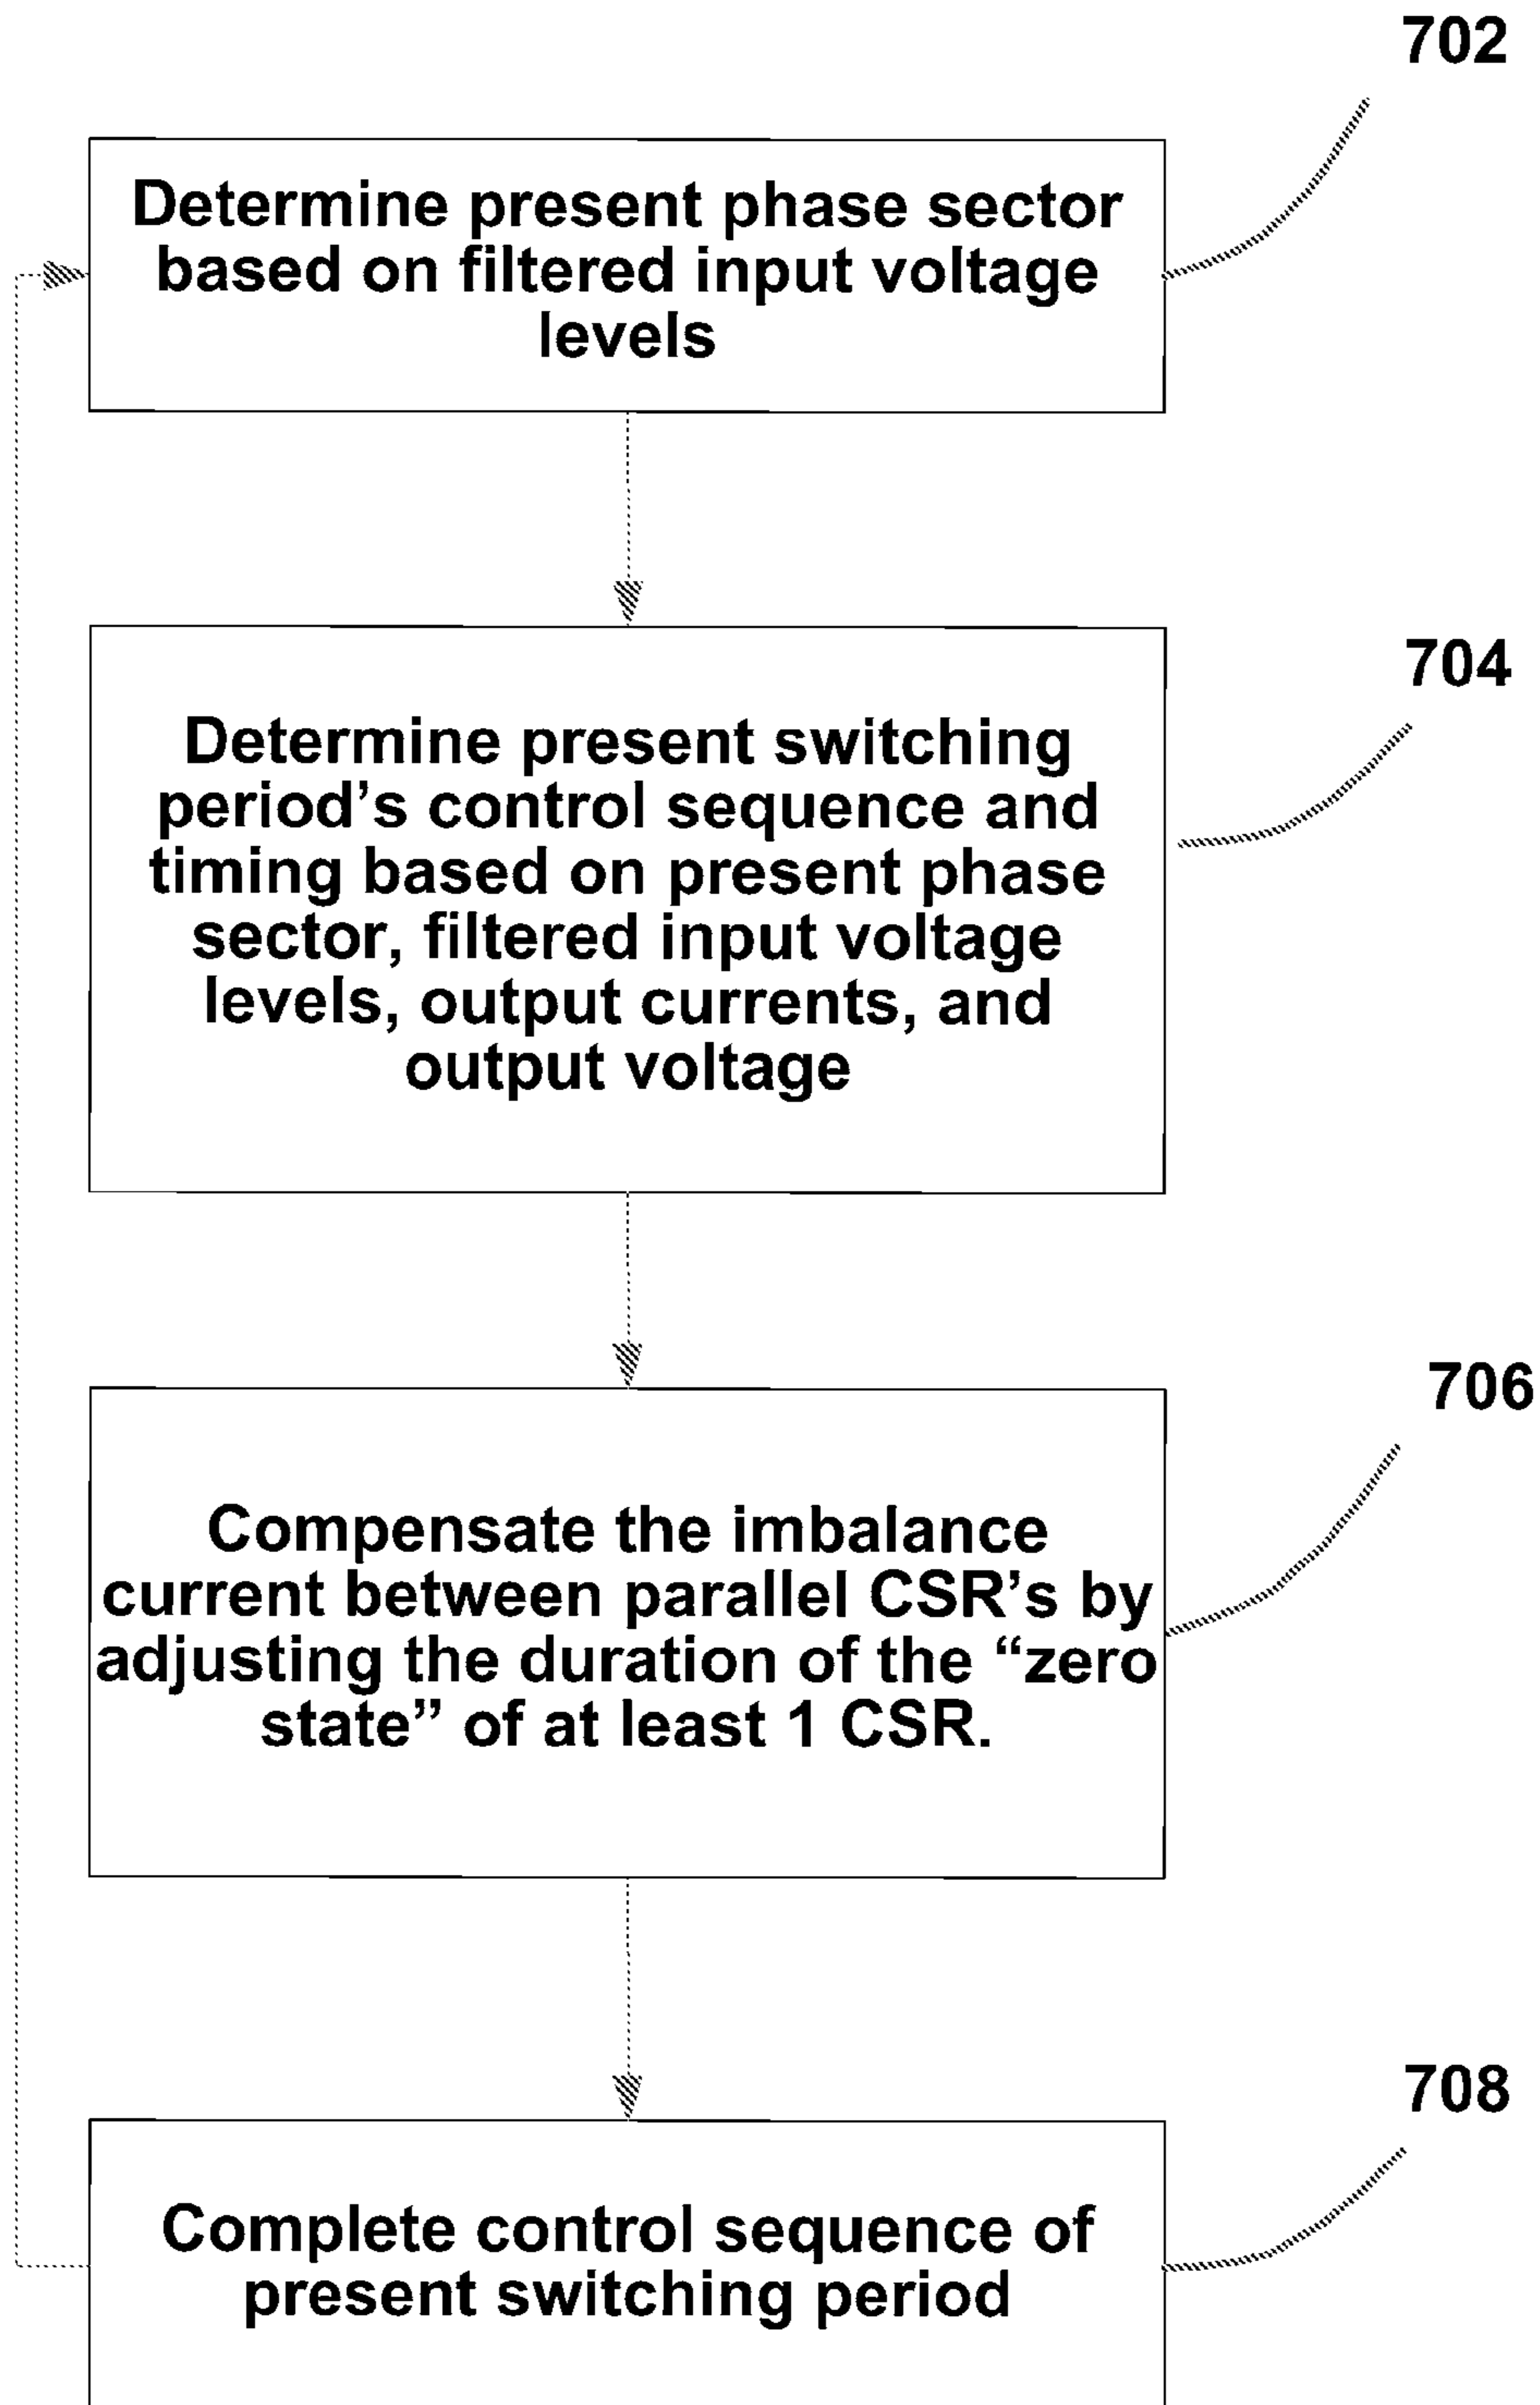 702
Determine present phase sector
based on filtered input voltage
levels
704
Determine present switching
period’s control sequence and
timing based on present phase
sector, filtered input voltage
levels, output currents, and
output voltage
706
Compensate the imbalance
current between parallel CSR’s by
adjusting the duration of the “zero
state” of at least 1 CSR.
708
Complete control sequence of
present switching period